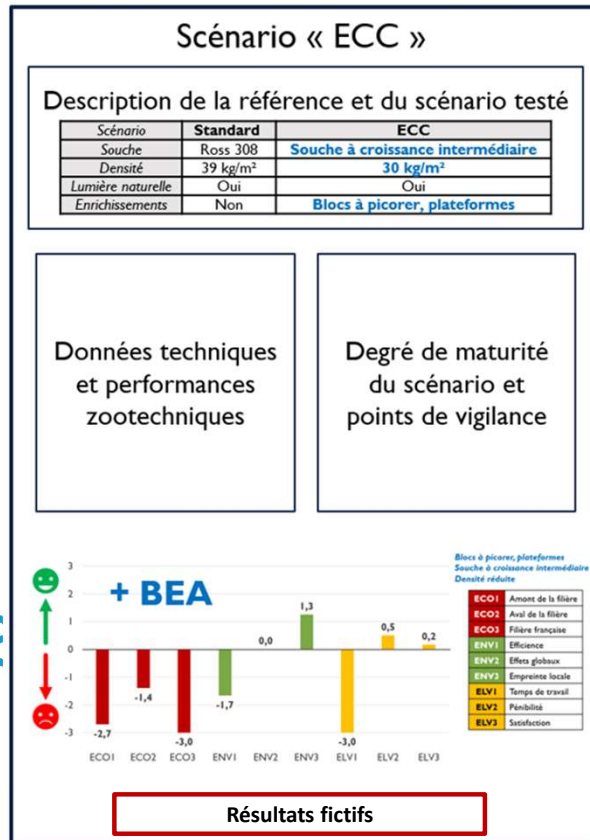 Scénario « ECC »
Description de la référence et du scénario testé
Scénario Standard ECC
Souche Ross 308 Souche à croissance intermédiaire
Densité 39 kg/m² 30 kg/m²
Lumière naturelle Oui Oui
Enrichissements Non Blocs à picorer, plateformes
Données techniques
et performances
zootechniques
Degré de maturité
du scénario et
points de vigilance
+ BEA
3
2
1
0
-1
-2
-3
-2,7
-1,4
-3,0
-1,7
0,0
1,3
-3,0
0,5
0,2
ECO1 ECO2 ECO3 ENV1 ENV2 ENV3 ELV1 ELV2 ELV3
Blocs à picorer, plateformes
Souche à croissance intermédiaire
Densité réduite
ECO1 Amont de la filière
ECO2 Aval de la filière
ECO3 Filière française
ENV1 Efficience
ENV2 Effets globaux
ENV3 Empreinte locale
ELV1 Temps de travail
ELV2 Pénibilité
ELV3 Satisfaction
Résultats fictifs